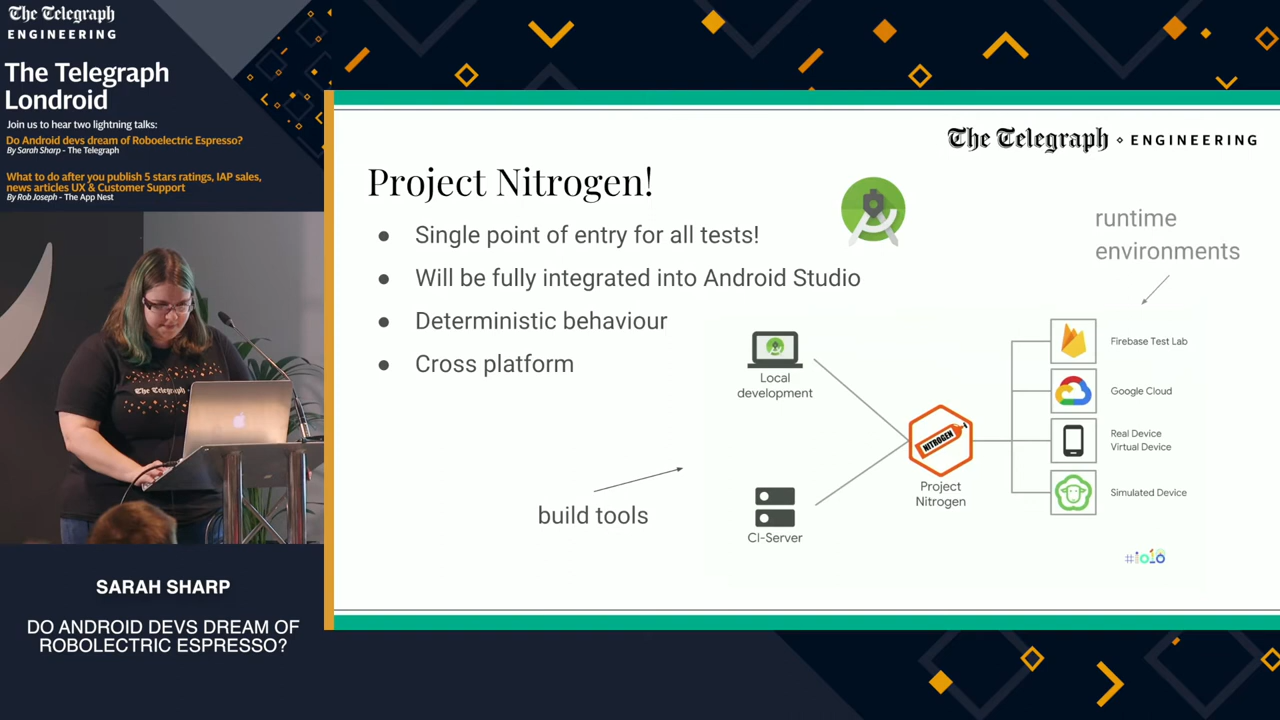 The Telegraph
ENGINEERING
The Telegraph
Londroid
Join us to hear two lightning talks:
Do Android devs dream of Roboelectric Espresso?
By Sarah Sharp - The Telegraph
What to do after you publish 5 stars ratings, IAP sales,
news articles UX & Customer Support
By Rob Joseph - The App Nest
The Telegraph
SARAH SHARP
DO ANDROID DEVS DREAM OF
ROBOLECTRIC ESPRESSO?
The Telegraph ENGINEERING
Project Nitrogen!
● Single point of entry for all tests!
● Will be fully integrated into Android Studio
● Deterministic behaviour
● Cross platform
runtime
environments
build tools
Local
development
CI-Server
NITROGEN
Project
Nitrogen
Firebase Test Lab
Google Cloud
Real Device
Virtual Device
Simulated Device
#io18